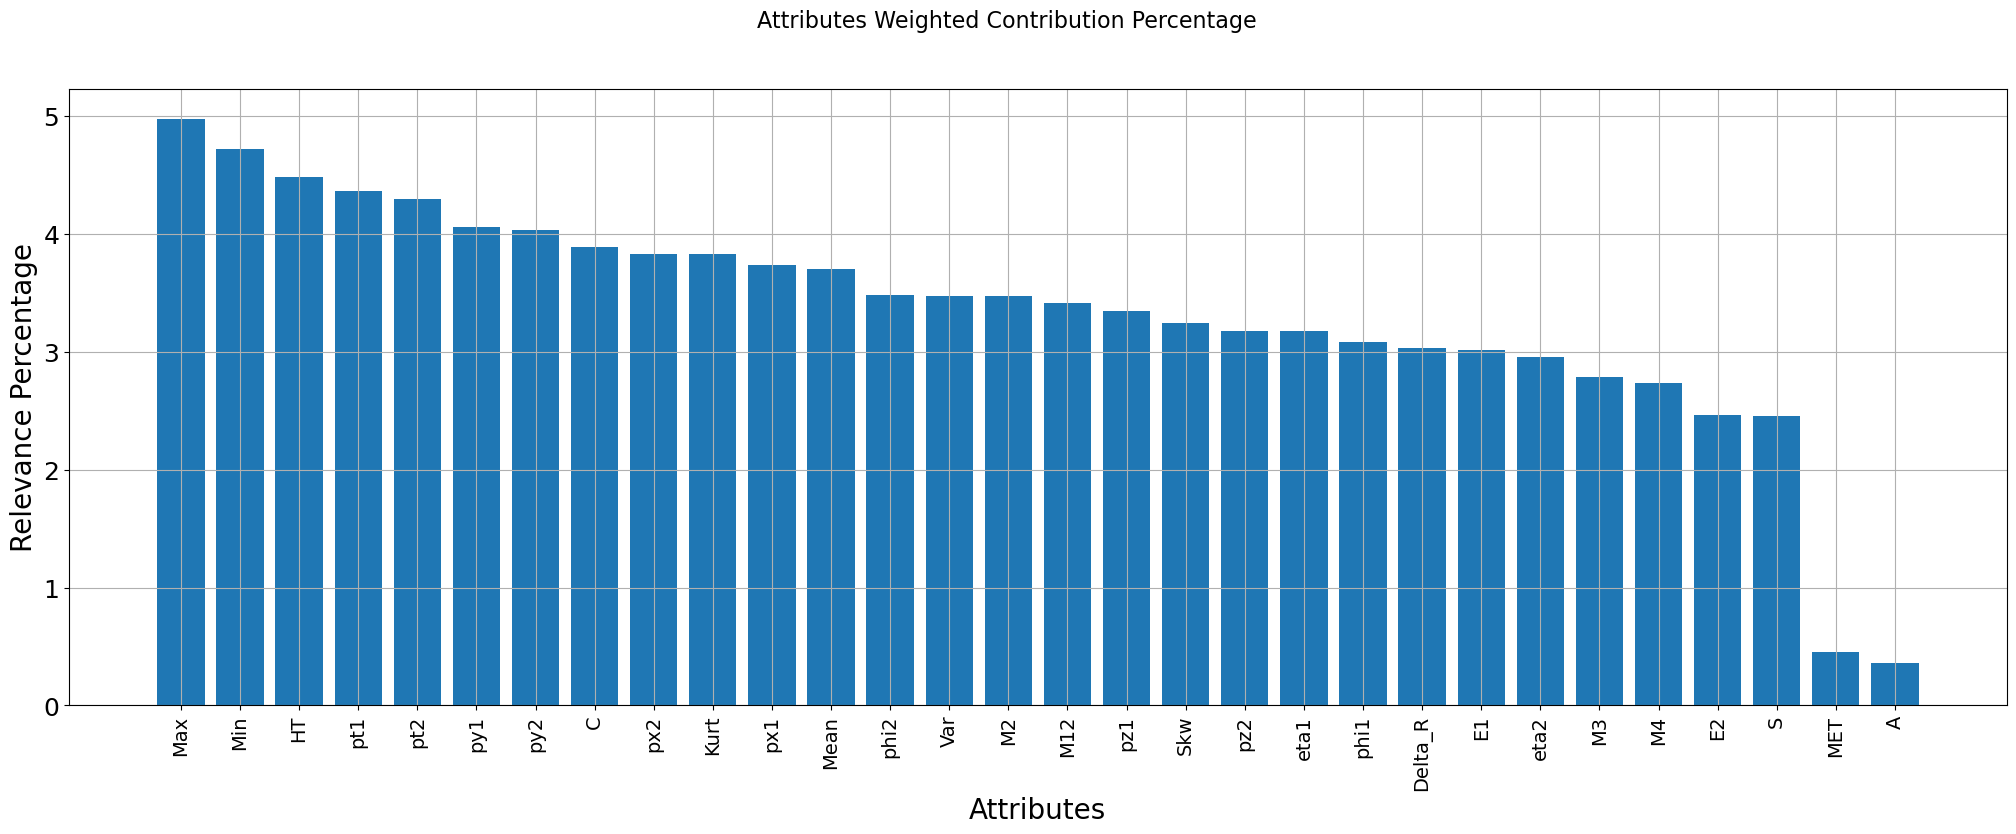 Attributes Weighted Contribution Percentage
5
4
3
2
1
0
Relevance Percentage
Max
Min
HT
pt1
pt2
py1
py2
C
px2
Kurt
px1
Mean
phi2
Var
M2
M12
pz1
Skw
pz2
eta1
phi1
Delta_R
E1
eta2
M3
M4
E2
S
MET
A
Attributes